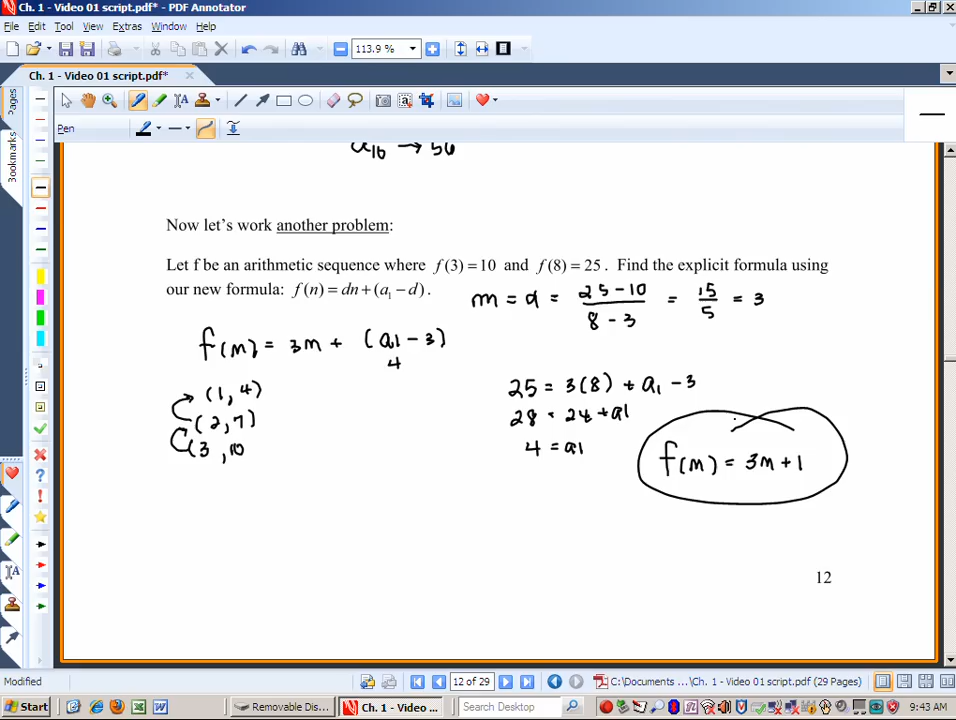 Ch. 1 - Video 01 script.pdf* - PDF Annotator
File Edit Tool View Extras Window Help
113.9 %
Ch. 1 - Video 01 script.pdf*
Pen
Pages
Bookmarks
a16 → 56
Now let's work another problem:
Let f be an arithmetic sequence where f(3) = 10 and f(8) = 25. Find the explicit formula using
our new formula: f(n) = dn + (a₁ − d).
m = d = (25 - 10)/(8 - 3) = 15/5 = 3
f(n) = 3n + (a1 - 3)
4
(1, 4)
(2, 7)
(3, 10
25 = 3(8) + a1 - 3
28 = 24 + a1
4 = a1
f(n) = 3n + 1
12
Modified
12 of 29
C:\Documents ...\Ch. 1 - Video 01 script.pdf (29 Pages)
Start
Removable Dis...
Ch. 1 - Video ...
Search Desktop
9:43 AM